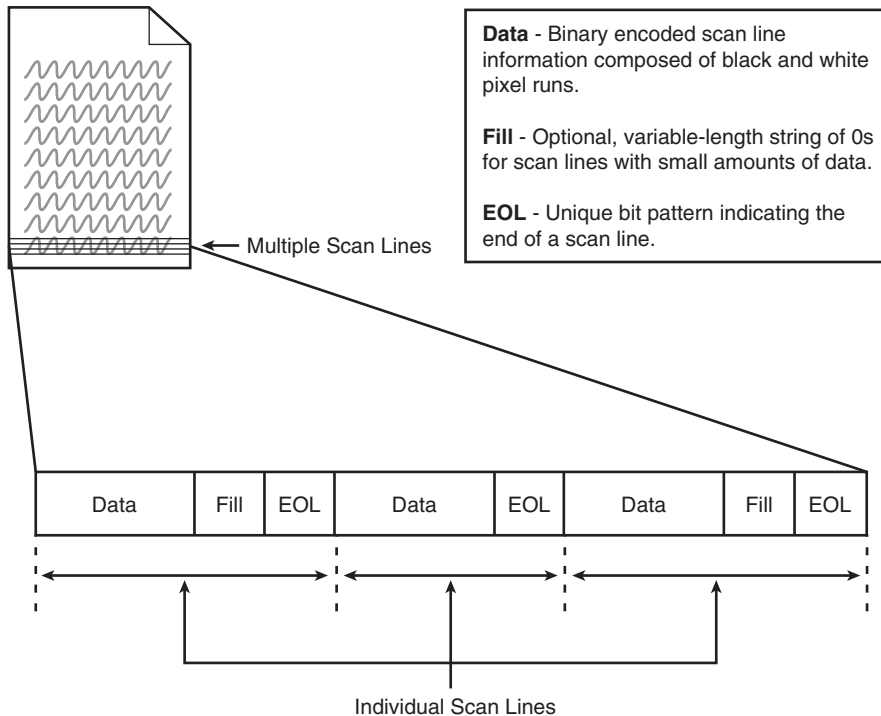 Data - Binary encoded scan line
information composed of black and white
pixel runs.
Fill - Optional, variable-length string of 0s
for scan lines with small amounts of data.
EOL - Unique bit pattern indicating the
end of a scan line.
Multiple Scan Lines
Data Fill EOL Data EOL Data Fill EOL
Individual Scan Lines